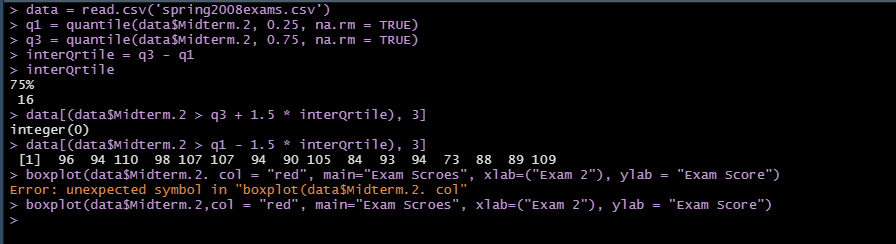 > data = read.csv('spring2008exams.csv')
> q1 = quantile(data$Midterm.2, 0.25, na.rm = TRUE)
> q3 = quantile(data$Midterm.2, 0.75, na.rm = TRUE)
> interQrtile = q3 - q1
> interQrtile
75%
 16
> data[(data$Midterm.2 > q3 + 1.5 * interQrtile), 3]
integer(0)
> data[(data$Midterm.2 > q1 - 1.5 * interQrtile), 3]
 [1]  96  94 110  98 107 107  94  90 105  84  93  94  73  88  89 109
> boxplot(data$Midterm.2. col = "red", main="Exam Scroes", xlab=("Exam 2"), ylab = "Exam Score")
Error: unexpected symbol in "boxplot(data$Midterm.2. col"
> boxplot(data$Midterm.2,col = "red", main="Exam Scroes", xlab=("Exam 2"), ylab = "Exam Score")
>